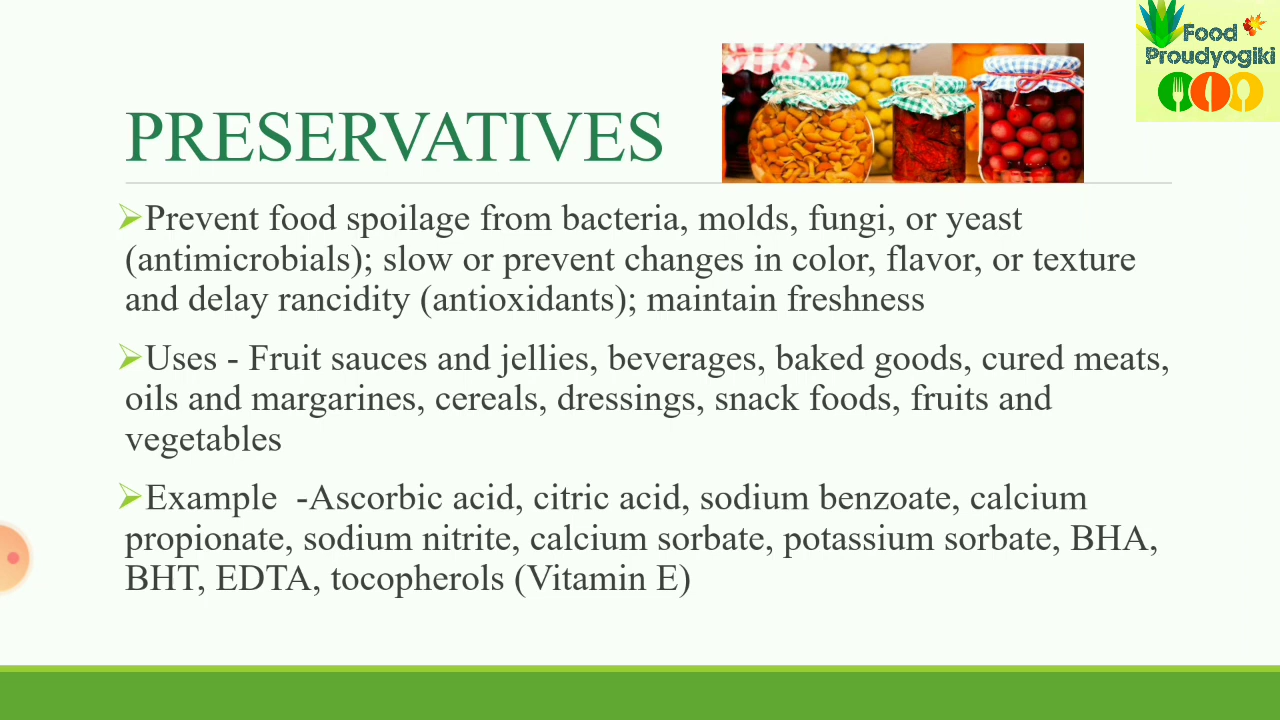 Food
Proudyogiki
PRESERVATIVES
➢Prevent food spoilage from bacteria, molds, fungi, or yeast
(antimicrobials); slow or prevent changes in color, flavor, or texture
and delay rancidity (antioxidants); maintain freshness
➢Uses - Fruit sauces and jellies, beverages, baked goods, cured meats,
oils and margarines, cereals, dressings, snack foods, fruits and
vegetables
➢Example  -Ascorbic acid, citric acid, sodium benzoate, calcium
propionate, sodium nitrite, calcium sorbate, potassium sorbate, BHA,
BHT, EDTA, tocopherols (Vitamin E)